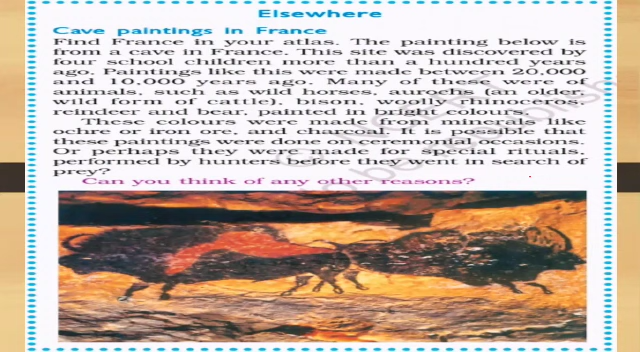 Elsewhere
Cave paintings in France
Find France in your atlas. The painting below is
from a cave in France. This site was discovered by
four school children more than a hundred years
ago. Paintings like this were made between 20,000
and 10,000 years ago. Many of these were of
animals, such as wild horses, aurochs (an older,
wild form of cattle), bison, woolly rhinoceros,
reindeer and bear, painted in bright colours.
These colours were made from minerals like
ochre or iron ore, and charcoal. It is possible that
these paintings were done on ceremonial occasions.
Or perhaps they were made for special rituals,
performed by hunters before they went in search of
prey?
Can you think of any other reasons?